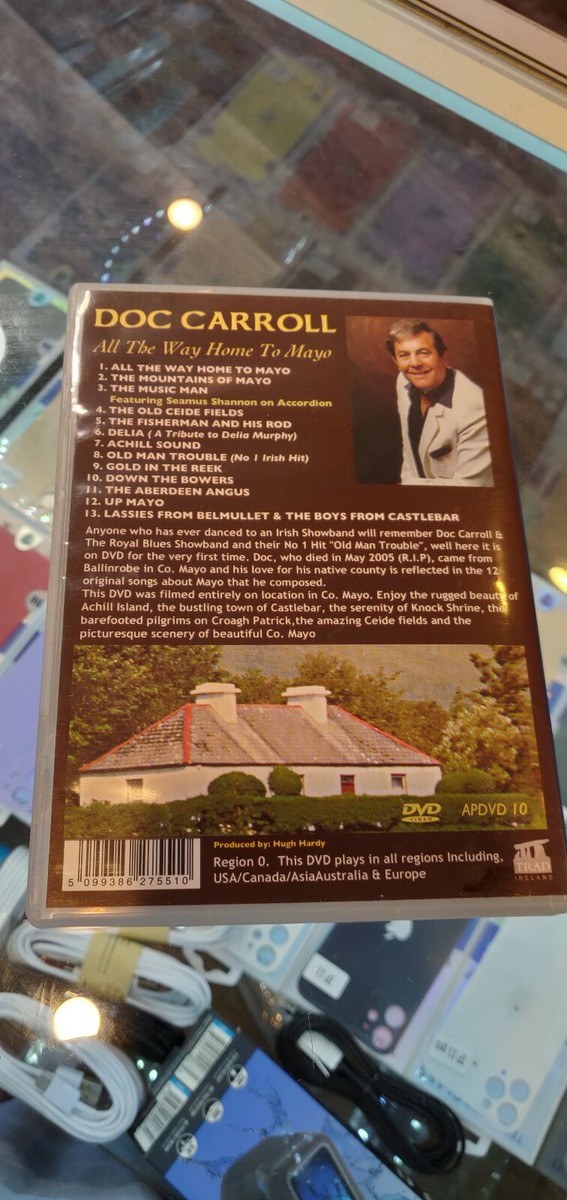 DOC CARROLL
All The Way Home To Mayo
1. ALL THE WAY HOME TO MAYO
2. THE MOUNTAINS OF MAYO
3. THE MUSIC MAN
Featuring Seamus Shannon on Accordion
4. THE OLD CEIDE FIELDS
5. THE FISHERMAN AND HIS ROD
6. DELIA ( A Tribute to Delia Murphy)
7. ACHILL SOUND
8. OLD MAN TROUBLE (No 1 Irish Hit)
9. GOLD IN THE REEK
10. DOWN THE BOWERS
11. THE ABERDEEN ANGUS
12. UP MAYO
13. LASSIES FROM BELMULLET & THE BOYS FROM CASTLEBAR
Anyone who has ever danced to an Irish Showband will remember Doc Carroll &
The Royal Blues Showband and their No 1 Hit "Old Man Trouble", well here it is
on DVD for the very first time. Doc, who died in May 2005 (R.I.P), came from
Ballinrobe in Co. Mayo and his love for his native county is reflected in the 12
original songs about Mayo that he composed.
This DVD was filmed entirely on location in Co. Mayo. Enjoy the rugged beauty of
Achill Island, the bustling town of Castlebar, the serenity of Knock Shrine, the
barefooted pilgrims on Croagh Patrick,the amazing Ceide fields and the
picturesque scenery of beautiful Co. Mayo
DVD
VIDEO
APDVD 10
Produced by: Hugh Hardy
Region 0. This DVD plays in all regions Including,
USA/Canada/AsiaAustralia & Europe
5 099386 275510
TRAD
IRELAND